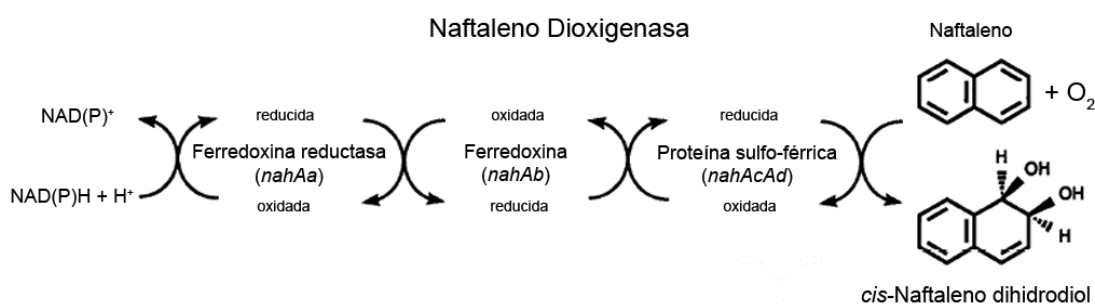 Naftaleno Dioxigenasa
Naftaleno
+ O₂
NAD(P)⁺
reducida
oxidada
reducida
Ferredoxina reductasa
(nahAa)
Ferredoxina
(nahAb)
Proteína sulfo-férrica
(nahAcAd)
NAD(P)H + H⁺
oxidada
reducida
oxidada
H
OH
OH
H
cis-Naftaleno dihidrodiol